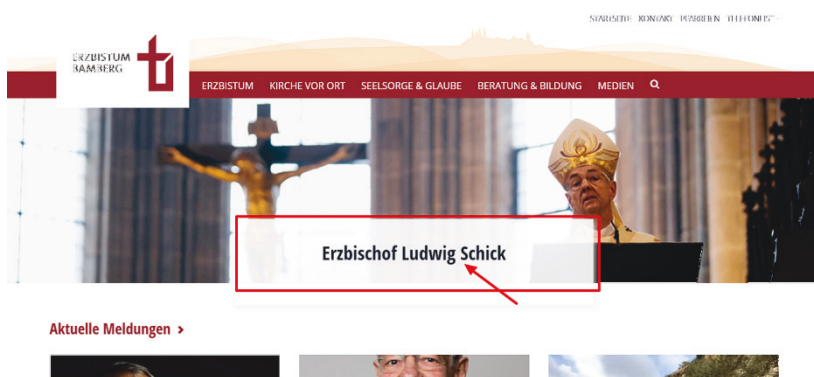 STARTSEITE KONTAKT PFARREIEN
ERZBISTUM
BAMBERG
ERZBISTUM KIRCHE VOR ORT SEELSORGE & GLAUBE BERATUNG & BILDUNG MEDIEN
Erzbischof Ludwig Schick
Aktuelle Meldungen >